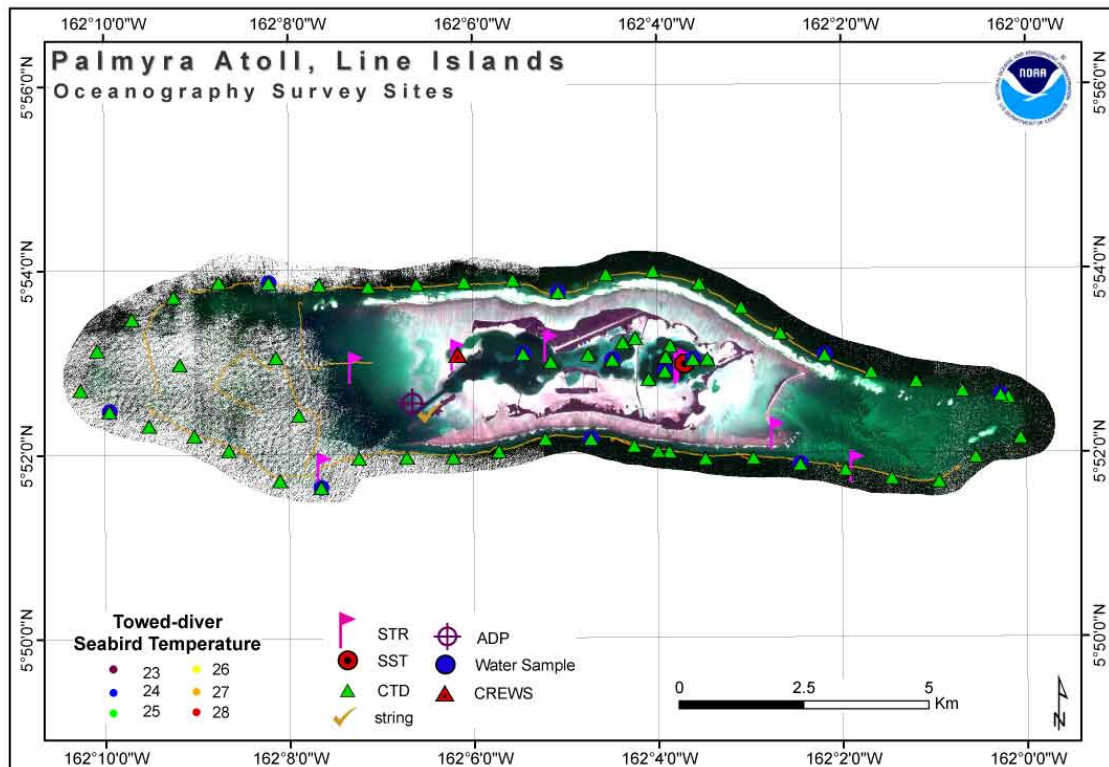 162°10'0"W 162°8'0"W 162°6'0"W 162°4'0"W 162°2'0"W 162°0'0"W
Palmyra Atoll, Line Islands
Oceanography Survey Sites
NOAA
5°56'0"N 5°56'0"N
5°54'0"N 5°54'0"N
5°52'0"N 5°52'0"N
5°50'0"N 5°50'0"N
Towed-diver
Seabird Temperature
23 26
24 27
25 28
STR ADP
SST Water Sample
CTD CREWS
string
0 2.5 5
Km
N
162°10'0"W 162°8'0"W 162°6'0"W 162°4'0"W 162°2'0"W 162°0'0"W